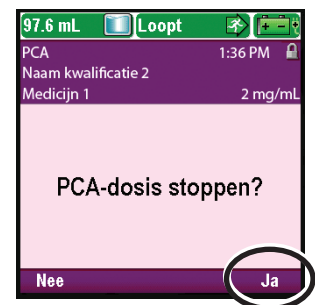 97.6 mL Loopt
PCA 1:36 PM
Naam kwalificatie 2
Medicijn 1 2 mg/mL
PCA-dosis stoppen?
Nee Ja